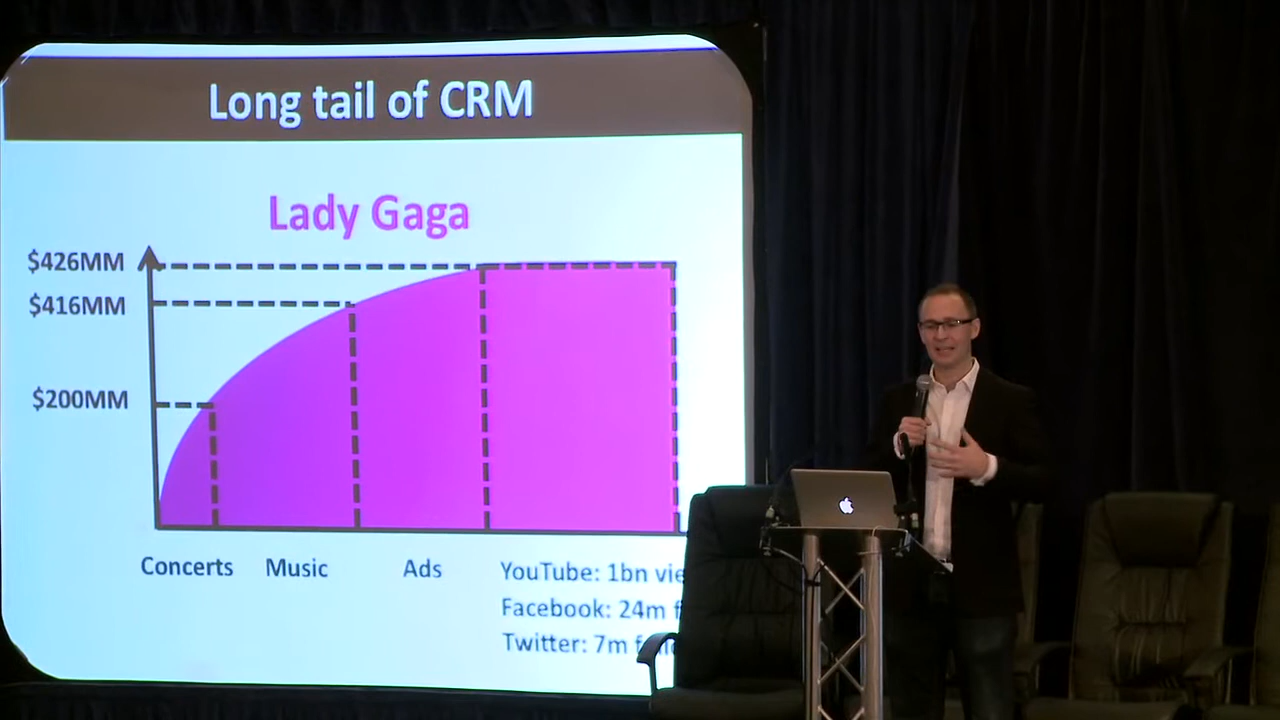 Long tail of CRM
Lady Gaga
$426MM
$416MM
$200MM
Concerts Music Ads
YouTube: 1bn
Facebook: 24m
Twitter: 7m